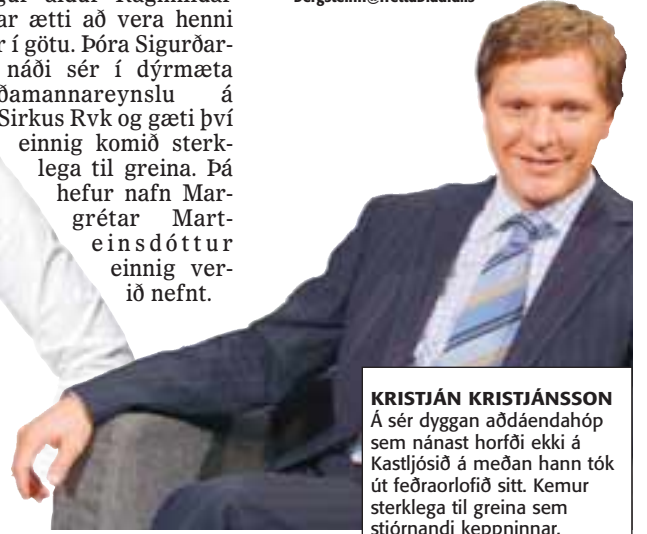 ar ætti að vera henni
í götu. Þóra Sigurðar-
náði sér í dýrmæta
á
Sirkus Rvk og gæti því
einnig komið sterk-
lega til greina. Þá
hefur nafn Mar-
grétar Mart-
einsdóttur
einnig ver-
ið nefnt.
KRISTJÁN KRISTJÁNSSON
Á sér dyggan aðdáendahóp
sem nánast horfði ekki á
Kastljósið á meðan hann tók
út feðraorlofið sitt. Kemur
sterklega til greina sem
stjórnandi keppninnar.